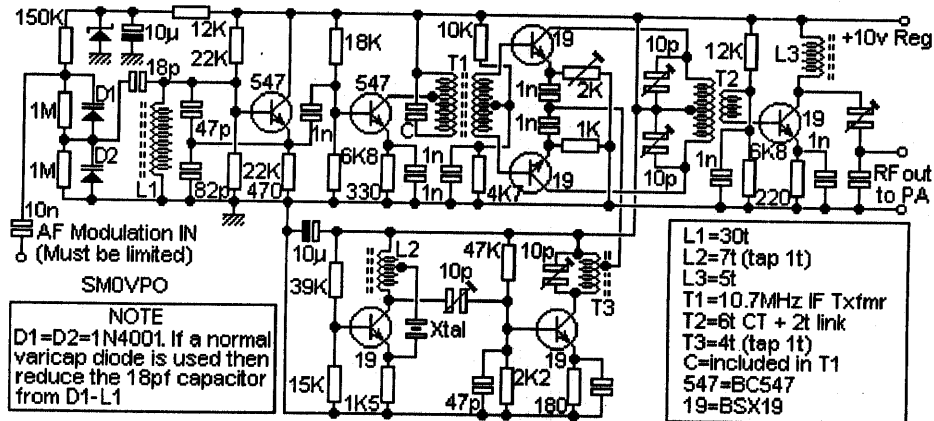 150K
12K
10µ
18p
22K
18K
10K
19
10p
12K
L3
+10v Reg
547
547
T1
2K
T2
D1
1M
47p
1n
C
1n
1n
1K
19
D2
1M
L1
82p
22K
470
6K8
330
1n
1n
4K7
19
10p
1n
6K8
220
1n
RF out
to PA
10n
AF Modulation IN
(Must be limited)
SM0VPO
10µ
L2
47K
10p
10p
T3
39K
Xtal
19
19
15K
1K5
47p
2K2
180
NOTE
D1=D2=1N4001. If a normal
varicap diode is used then
reduce the 18pf capacitor
from D1-L1
L1=30t
L2=7t (tap 1t)
L3=5t
T1=10.7MHz IF Txfmr
T2=6t CT + 2t link
T3=4t (tap 1t)
C=included in T1
547=BC547
19=BSX19